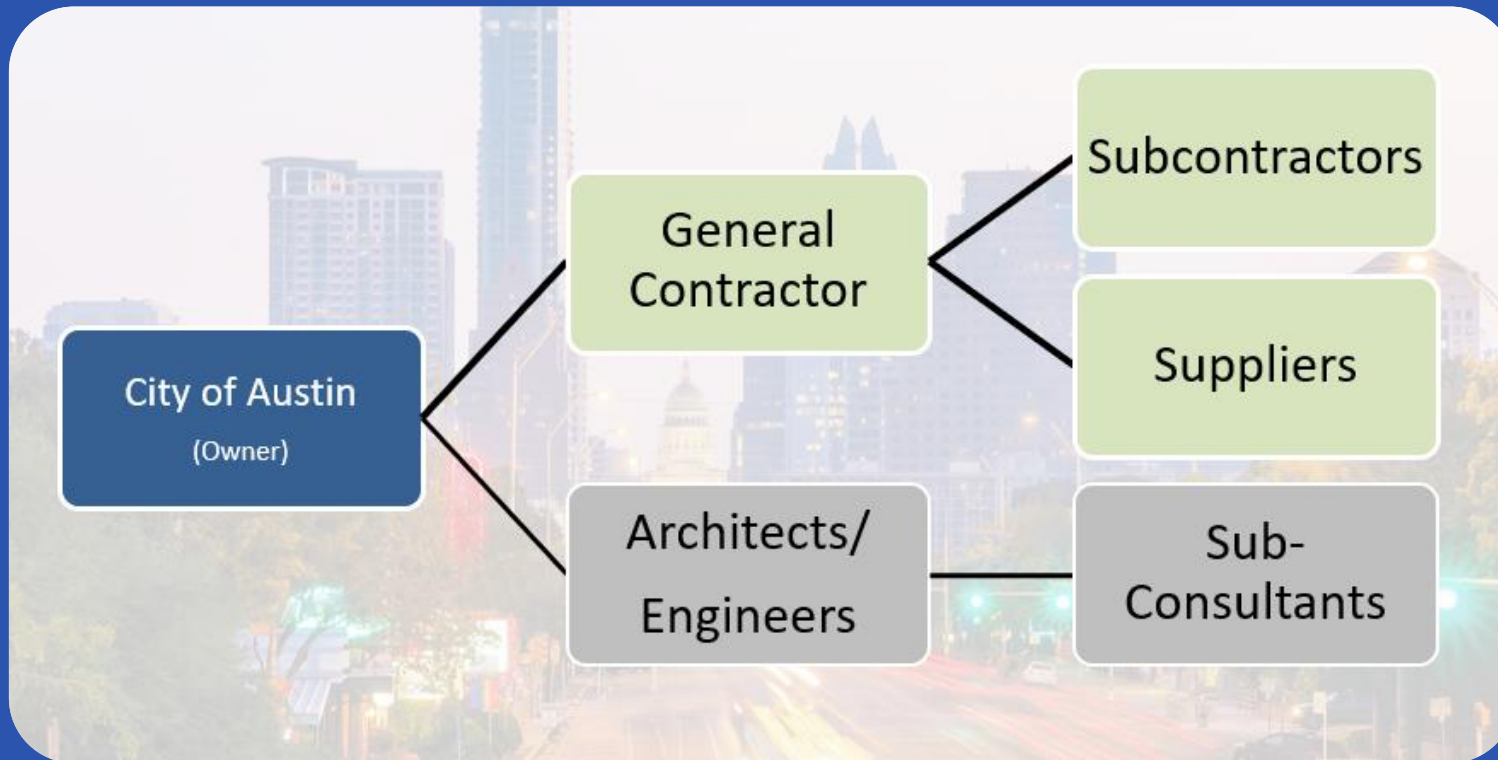 City of Austin
(Owner)
General
Contractor
Architects/
Engineers
Subcontractors
Suppliers
Sub-
Consultants